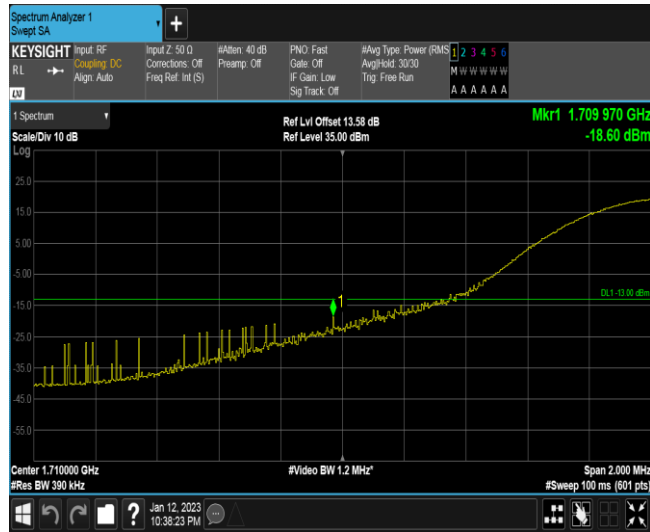 Spectrum Analyzer 1
Swept SA
+
KEYSIGHT
RL
LXI
Input: RF
Coupling: DC
Align: Auto
Input Z: 50 Ω
Corrections: Off
Freq Ref: Int (S)
#Atten: 40 dB
Preamp: Off
PNO: Fast
Gate: Off
IF Gain: Low
Sig Track: Off
#Avg Type: Power (RMS
Avg|Hold: 30/30
Trig: Free Run
1 2 3 4 5 6
M W W W W W
A A A A A A
1 Spectrum
Scale/Div 10 dB
Ref Lvl Offset 13.58 dB
Ref Level 35.00 dBm
Mkr1 1.709 970 GHz
-18.60 dBm
Log
25.0
15.0
5.00
-5.00
-15.0
-25.0
-35.0
-45.0
-55.0
1
DL1 -13.00 dBm
Center 1.710000 GHz
#Res BW 390 kHz
#Video BW 1.2 MHz*
Span 2.000 MHz
#Sweep 100 ms (601 pts)
?
Jan 12, 2023
10:38:23 PM